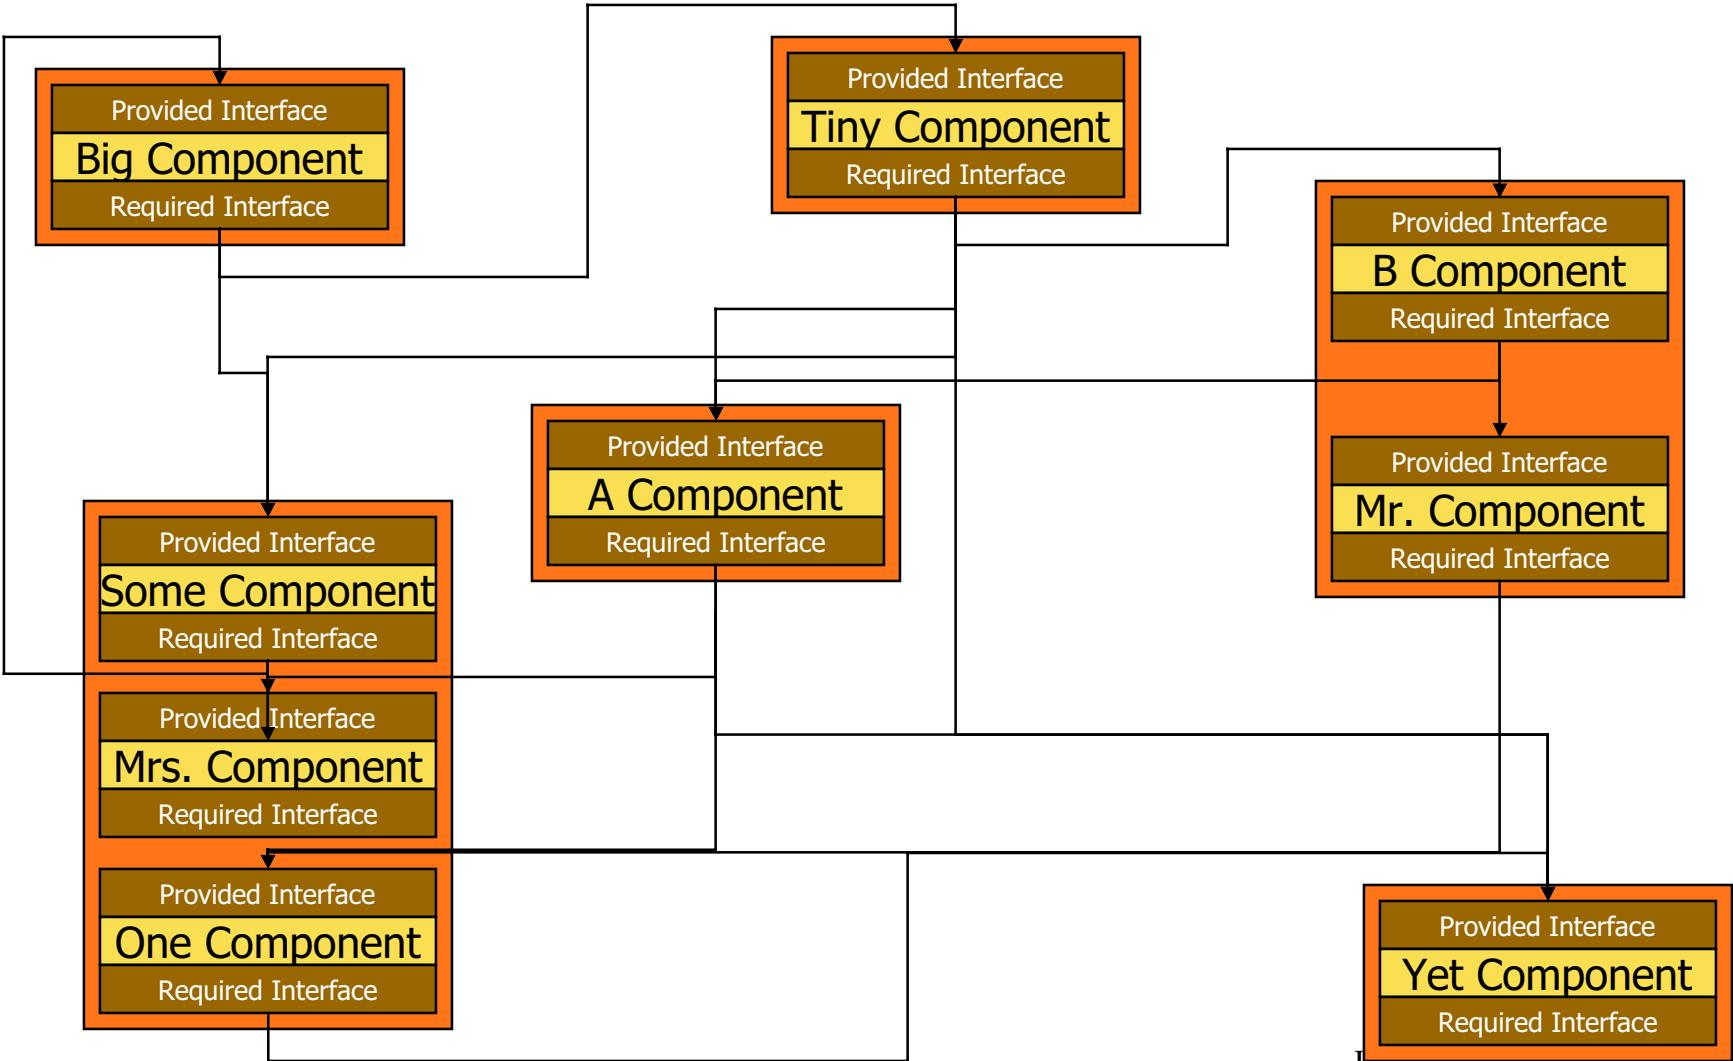 Provided Interface
Big Component
Required Interface
Provided Interface
Tiny Component
Required Interface
Provided Interface
B Component
Required Interface
Provided Interface
Mr. Component
Required Interface
Provided Interface
A Component
Required Interface
Provided Interface
Some Component
Required Interface
Provided Interface
Mrs. Component
Required Interface
Provided Interface
One Component
Required Interface
Provided Interface
Yet Component
Required Interface